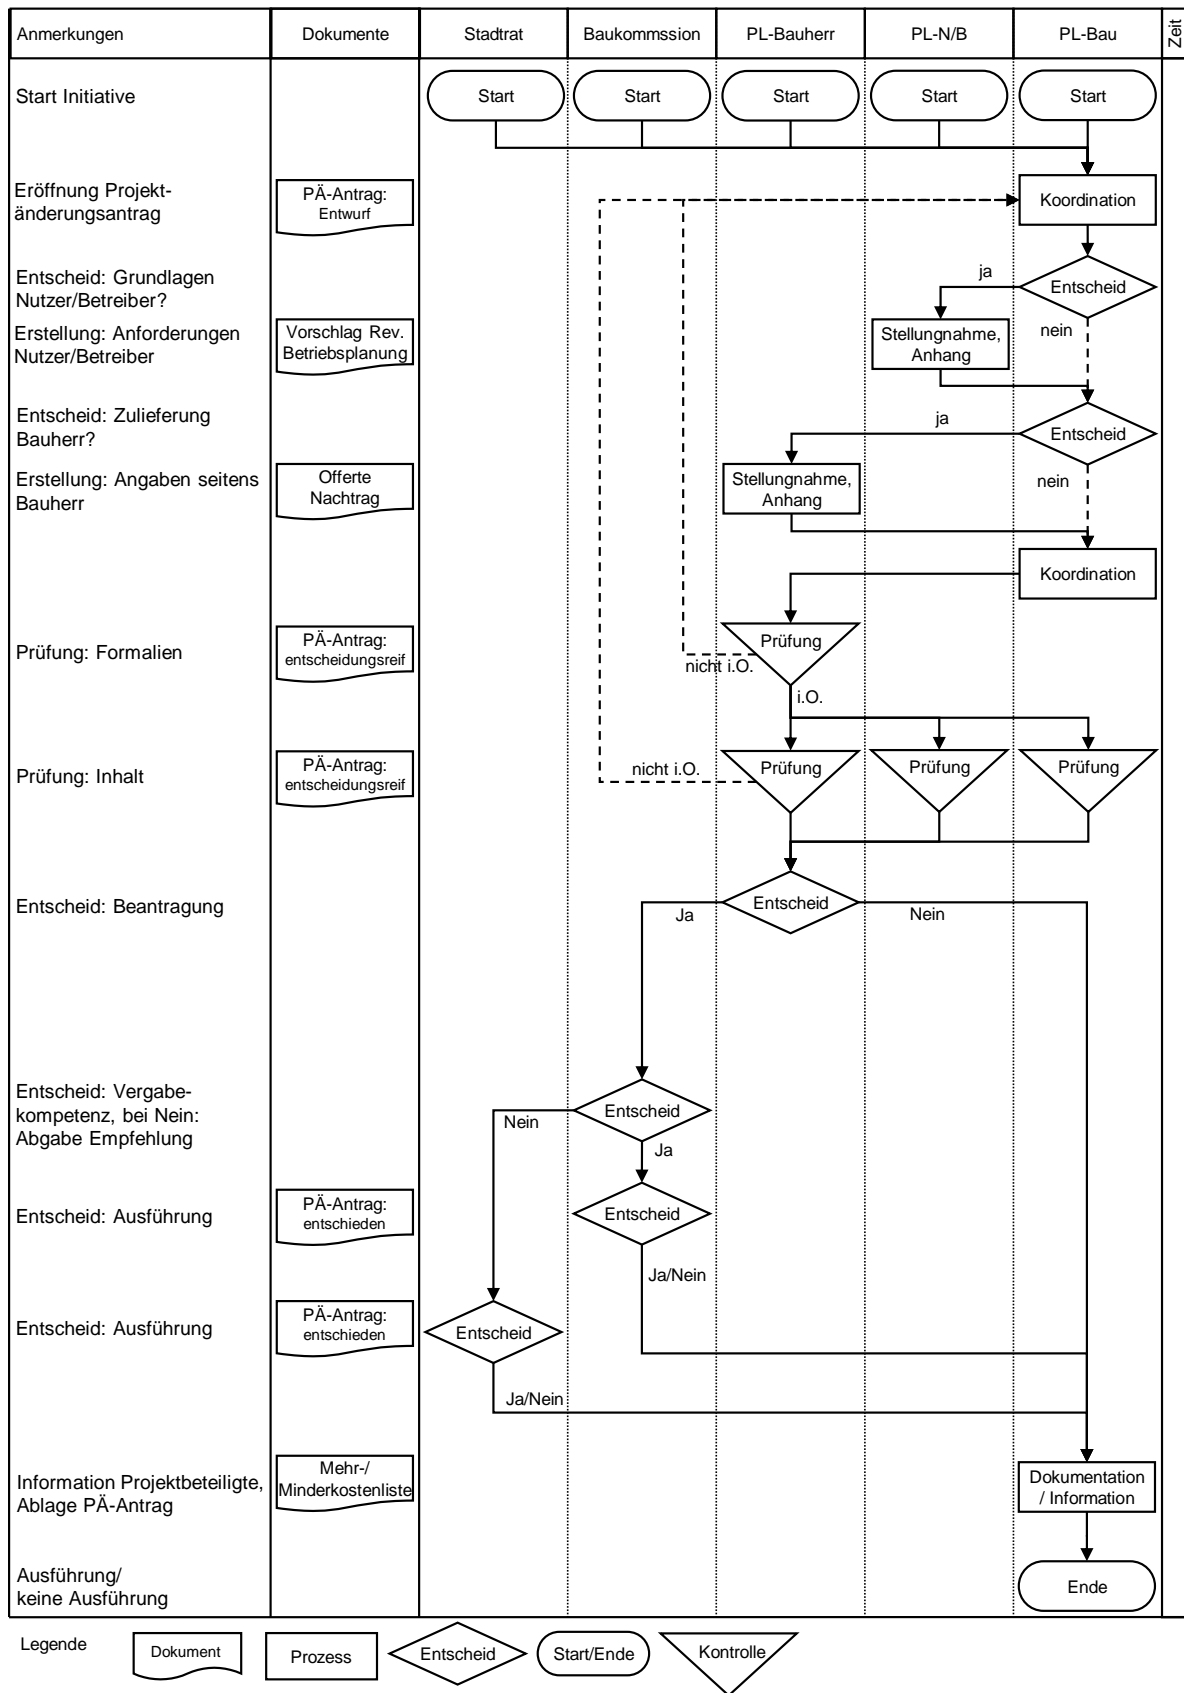 Anmerkungen
Dokumente
Stadtrat
Baukommssion
PL-Bauherr
PL-N/B
PL-Bau
Zeit
Start Initiative
Start
Start
Start
Start
Start
Eröffnung Projekt-
änderungsantrag
PÄ-Antrag:
Entwurf
Koordination
Entscheid: Grundlagen
Nutzer/Betreiber?
ja
Entscheid
nein
Erstellung: Anforderungen
Nutzer/Betreiber
Vorschlag Rev.
Betriebsplanung
Stellungnahme,
Anhang
Entscheid: Zulieferung
Bauherr?
ja
Entscheid
nein
Erstellung: Angaben seitens
Bauherr
Offerte
Nachtrag
Stellungnahme,
Anhang
Koordination
Prüfung: Formalien
PÄ-Antrag:
entscheidungsreif
Prüfung
nicht i.O.
i.O.
Prüfung: Inhalt
PÄ-Antrag:
entscheidungsreif
nicht i.O.
Prüfung
Prüfung
Prüfung
Entscheid: Beantragung
Ja
Entscheid
Nein
Entscheid: Vergabe-
kompetenz, bei Nein:
Abgabe Empfehlung
Nein
Entscheid
Ja
Entscheid: Ausführung
PÄ-Antrag:
entschieden
Entscheid
Ja/Nein
Entscheid: Ausführung
PÄ-Antrag:
entschieden
Entscheid
Ja/Nein
Information Projektbeteiligte,
Ablage PÄ-Antrag
Mehr-/
Minderkostenliste
Dokumentation
/ Information
Ausführung/
keine Ausführung
Ende
Legende
Dokument
Prozess
Entscheid
Start/Ende
Kontrolle